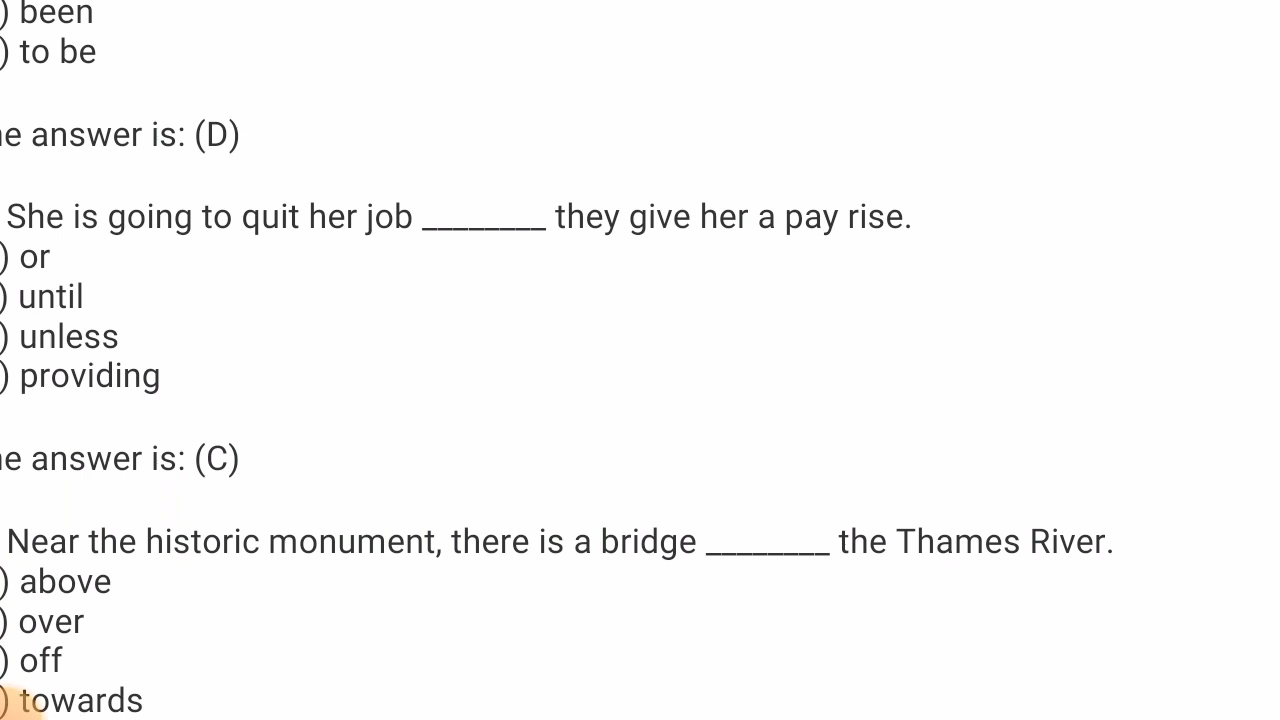 ) been
) to be
he answer is: (D)
She is going to quit her job ________ they give her a pay rise.
) or
) until
) unless
) providing
he answer is: (C)
Near the historic monument, there is a bridge ________ the Thames River.
) above
) over
) off
) towards